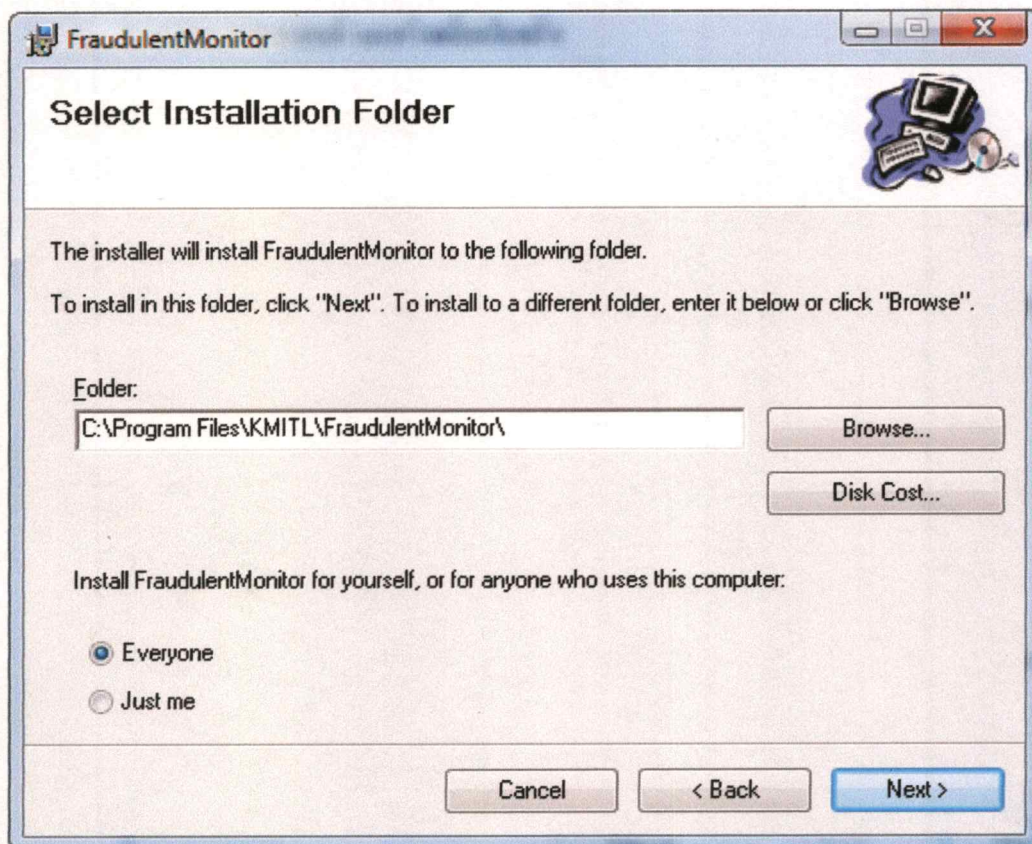 FraudulentMonitor
Select Installation Folder
The installer will install FraudulentMonitor to the following folder.
To install in this folder, click "Next". To install to a different folder, enter it below or click "Browse".
Folder:
C:\Program Files\KMITL\FraudulentMonitor\
Browse...
Disk Cost...
Install FraudulentMonitor for yourself, or for anyone who uses this computer:
Everyone
Just me
Cancel
< Back
Next >